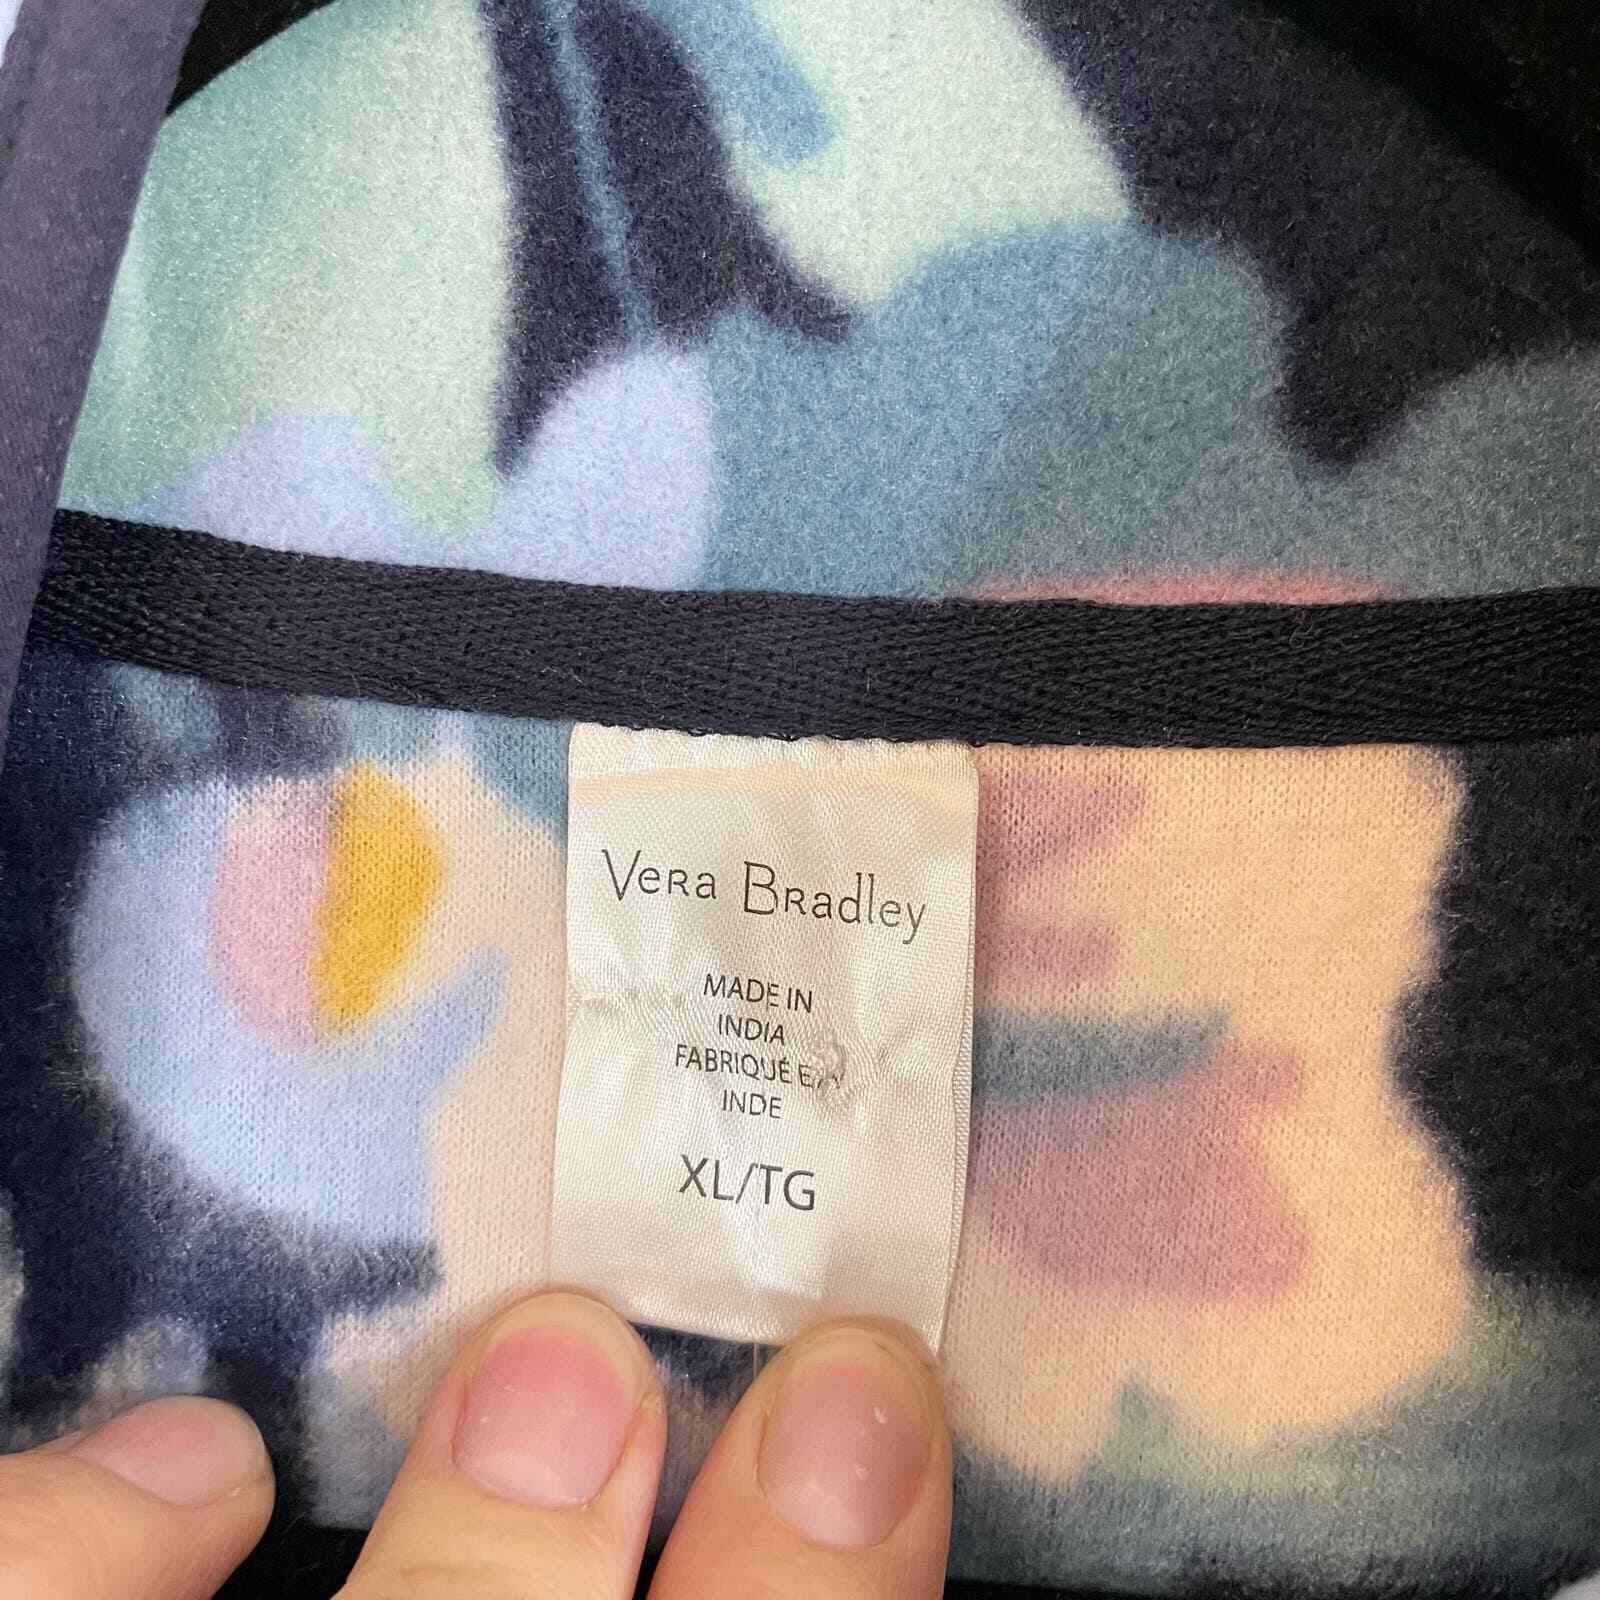 Vera Bradley
MADE IN
INDIA
FABRIQUÉ EN
INDE
XL/TG